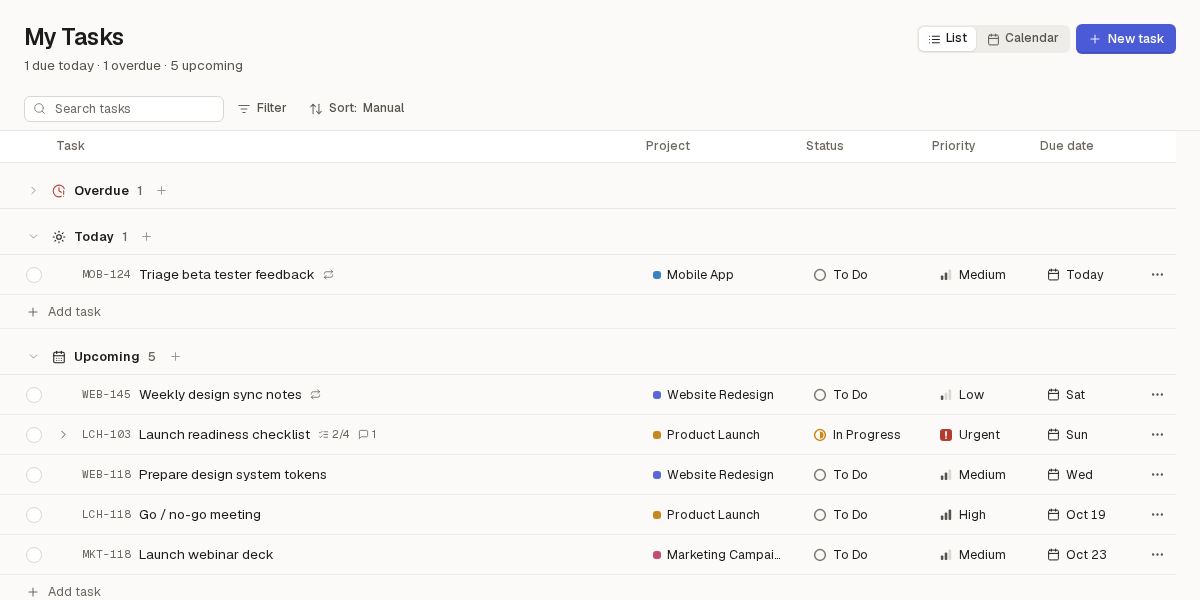 My Tasks
1 due today · 1 overdue · 5 upcoming
List Calendar New task
Search tasks Filter Sort: Manual
Task Project Status Priority Due date
Overdue 1
Today 1
MOB-124 Triage beta tester feedback Mobile App To Do Medium Today
Add task
Upcoming 5
WEB-145 Weekly design sync notes Website Redesign To Do Low Sat
LCH-103 Launch readiness checklist 2/4 1 Product Launch In Progress Urgent Sun
WEB-118 Prepare design system tokens Website Redesign To Do Medium Wed
LCH-118 Go / no-go meeting Product Launch To Do High Oct 19
MKT-118 Launch webinar deck Marketing Campai… To Do Medium Oct 23
Add task